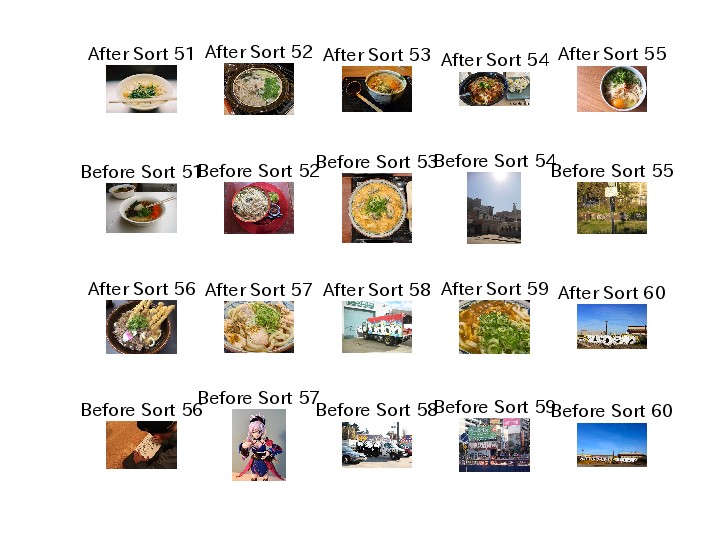 After Sort 51
After Sort 52
After Sort 53
After Sort 54
After Sort 55
Before Sort 51
Before Sort 52
Before Sort 53
Before Sort 54
Before Sort 55
After Sort 56
After Sort 57
After Sort 58
After Sort 59
After Sort 60
Before Sort 56
Before Sort 57
Before Sort 58
Before Sort 59
Before Sort 60